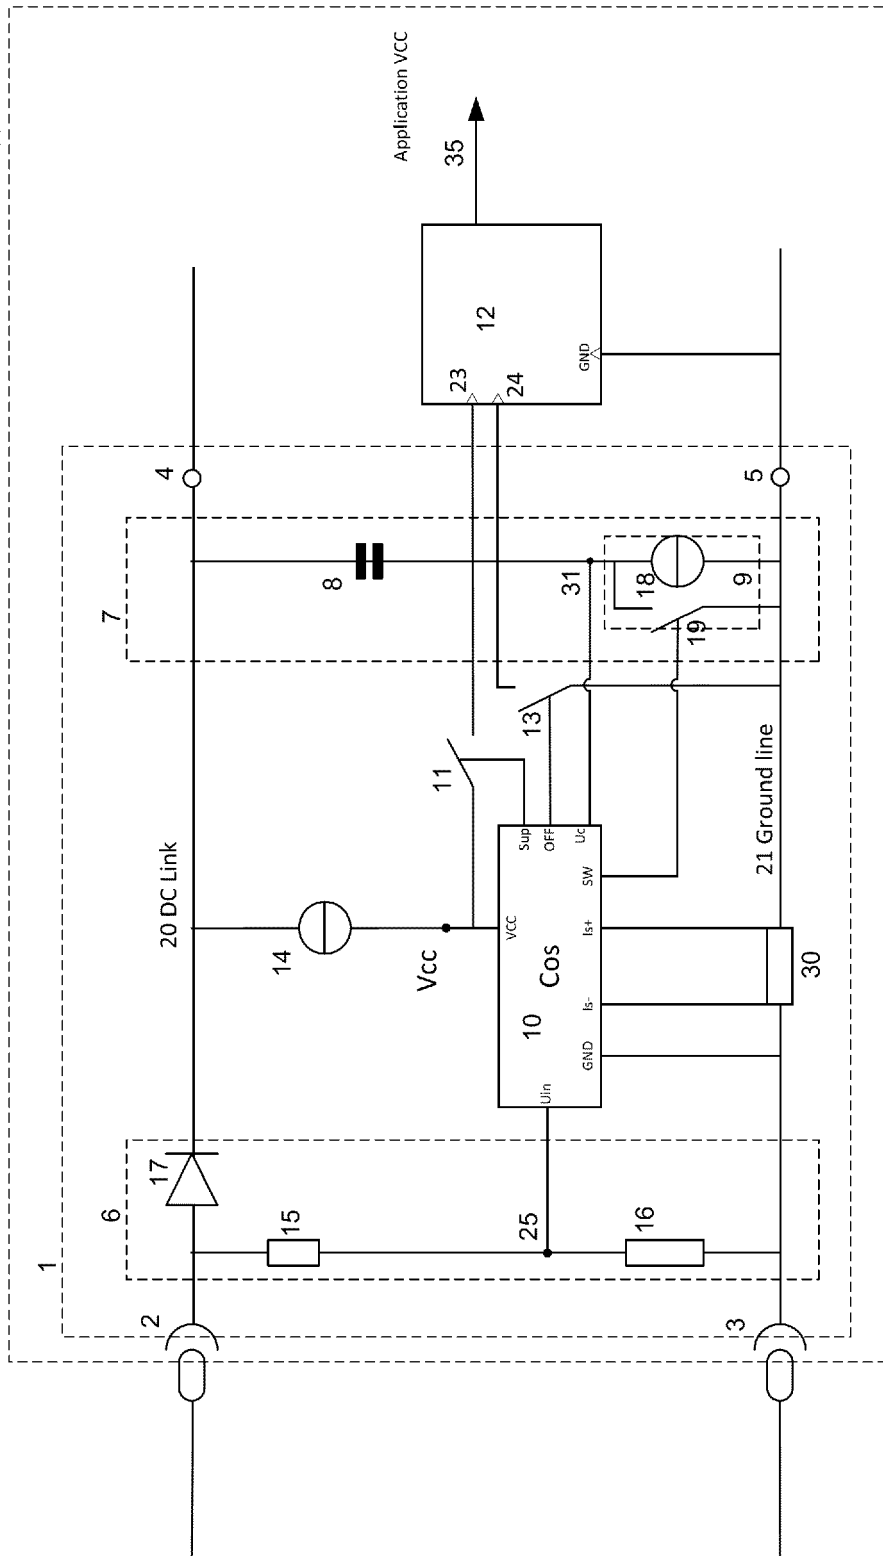 Application VCC
35
12
23
24
GND
4
5
7
8
31
18
9
19
13
11
20 DC Link
21 Ground line
14
Vcc
VCC
Sup
OFF
Uc
SW
Is+
Is-
GND
Uin
Cos
10
30
6
17
15
25
16
1
2
3